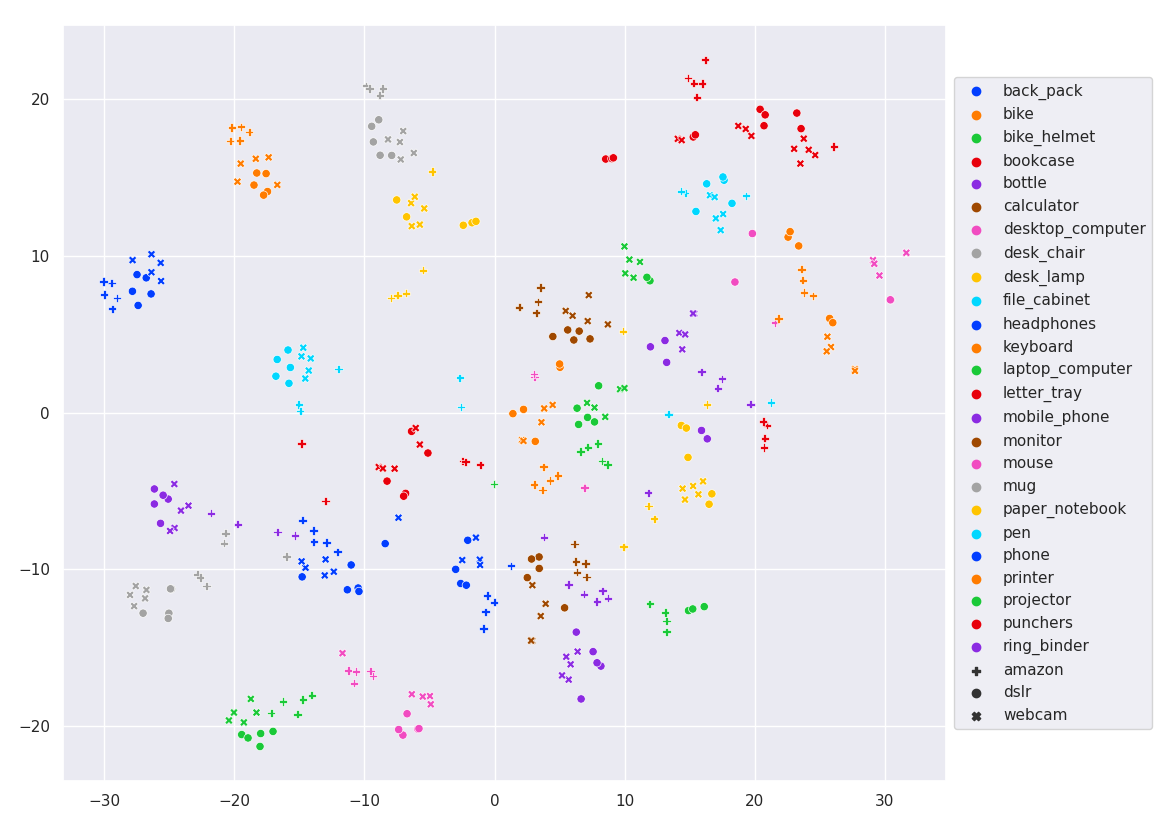 20
10
0
−10
−20
−30
−20
−10
0
10
20
30
back_pack
bike
bike_helmet
bookcase
bottle
calculator
desktop_computer
desk_chair
desk_lamp
file_cabinet
headphones
keyboard
laptop_computer
letter_tray
mobile_phone
monitor
mouse
mug
paper_notebook
pen
phone
printer
projector
punchers
ring_binder
amazon
dslr
webcam